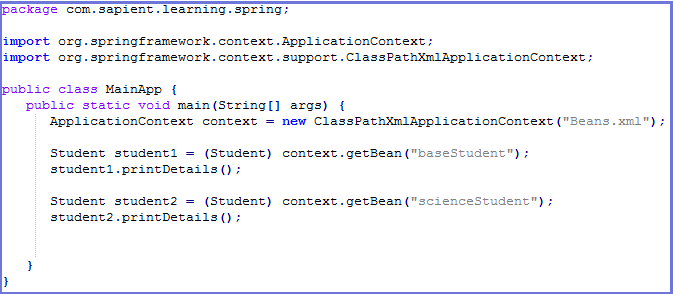 package com.sapient.learning.spring;
import org.springframework.context.ApplicationContext;
import org.springframework.context.support.ClassPathXmlApplicationContext;
public class MainApp {
public static void main(String[] args) {
ApplicationContext context = new ClassPathXmlApplicationContext("Beans.xml");
Student student1 = (Student) context.getBean("baseStudent");
student1.printDetails();
Student student2 = (Student) context.getBean("scienceStudent");
student2.printDetails();
}
}